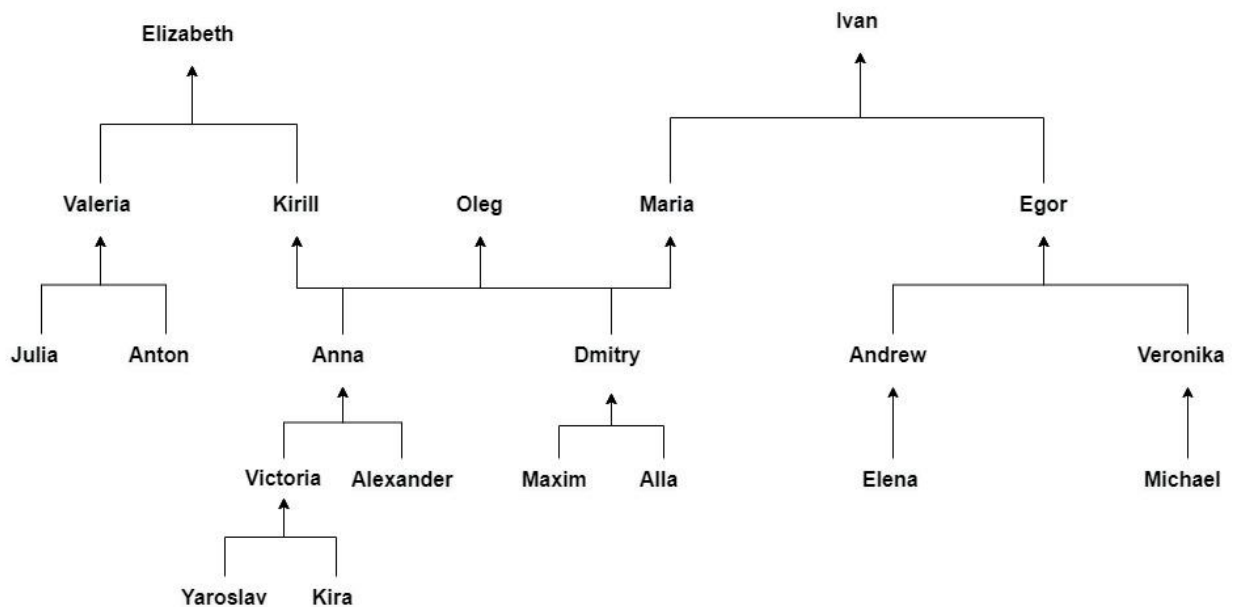 Elizabeth
Ivan
Valeria
Kirill
Oleg
Maria
Egor
Julia
Anton
Anna
Dmitry
Andrew
Veronika
Victoria
Alexander
Maxim
Alla
Elena
Michael
Yaroslav
Kira